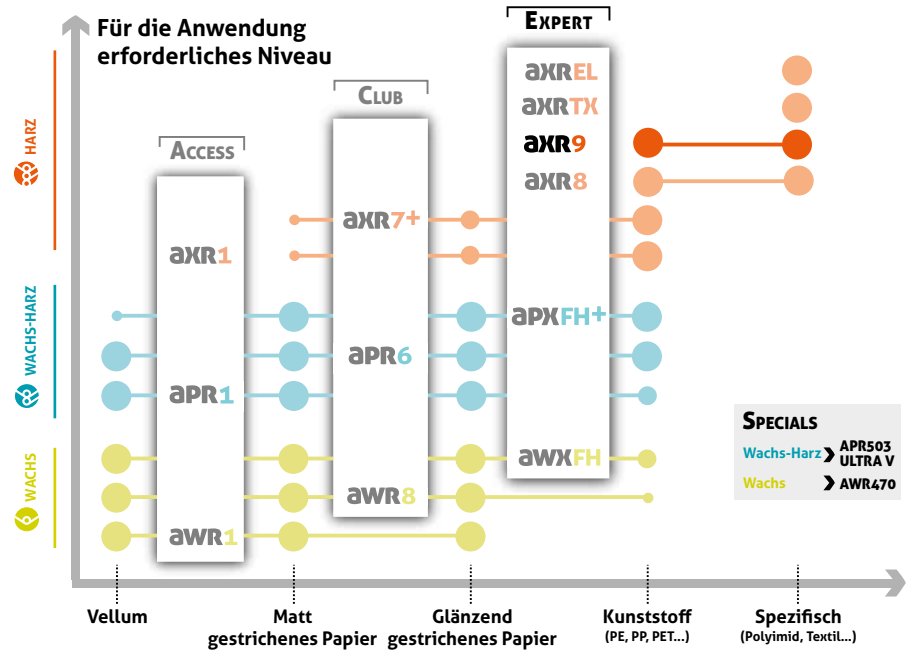 Für die Anwendung
erforderliches Niveau
EXPERT
CLUB
ACCESS
HARZ
WACHS-HARZ
WACHS
aXREL
aXRTX
aXR9
aXR8
aXR7+
aXR1
aPXFH+
aPR6
aPR1
aWXFH
aWR8
aWR1
SPECIALS
Wachs-Harz > APR503
ULTRA V
Wachs > AWR470
Vellum
Matt
gestrichenes Papier
Glänzend
gestrichenes Papier
Kunststoff
(PE, PP, PET...)
Spezifisch
(Polyimid, Textil...)